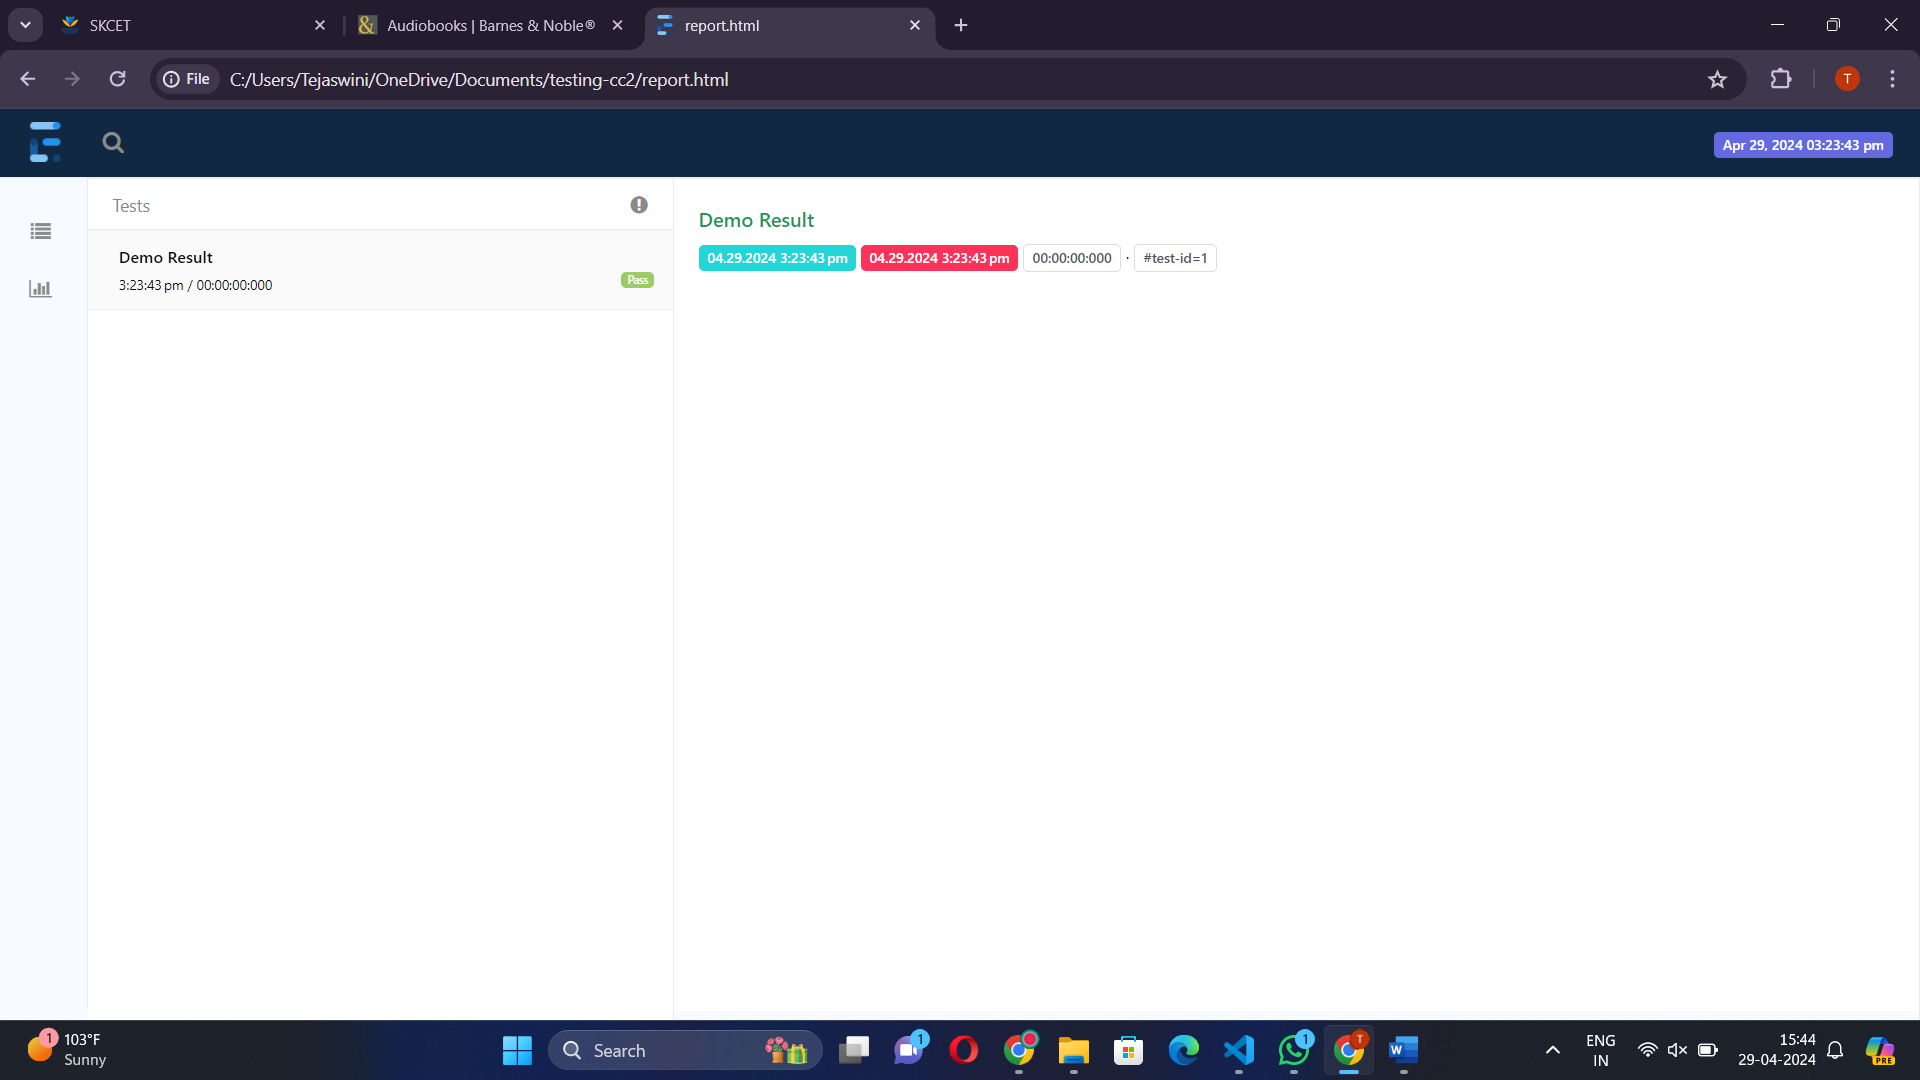 SKCET
Audiobooks | Barnes & Noble®
report.html
File
C:/Users/Tejaswini/OneDrive/Documents/testing-cc2/report.html
T
Apr 29, 2024 03:23:43 pm
Tests
Demo Result
3:23:43 pm / 00:00:00:000
Pass
Demo Result
04.29.2024 3:23:43 pm 04.29.2024 3:23:43 pm 00:00:00:000 · #test-id=1
1
103°F
Sunny
Search
1
1
T
W
ENG
IN
15:44
29-04-2024
PRE